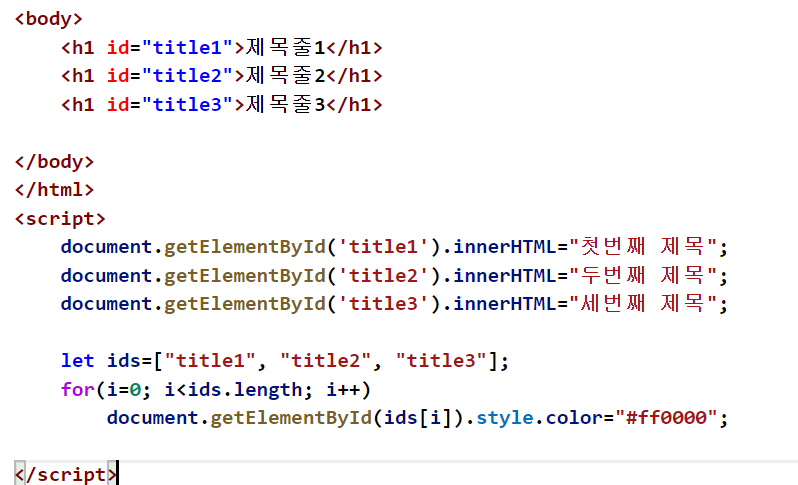 <body>
<h1 id="title1">제목줄1</h1>
<h1 id="title2">제목줄2</h1>
<h1 id="title3">제목줄3</h1>
</body>
</html>
<script>
document.getElementById('title1').innerHTML="첫번째 제목";
document.getElementById('title2').innerHTML="두번째 제목";
document.getElementById('title3').innerHTML="세번째 제목";
let ids=["title1", "title2", "title3"];
for(i=0; i<ids.length; i++)
document.getElementById(ids[i]).style.color="#ff0000";
</script>